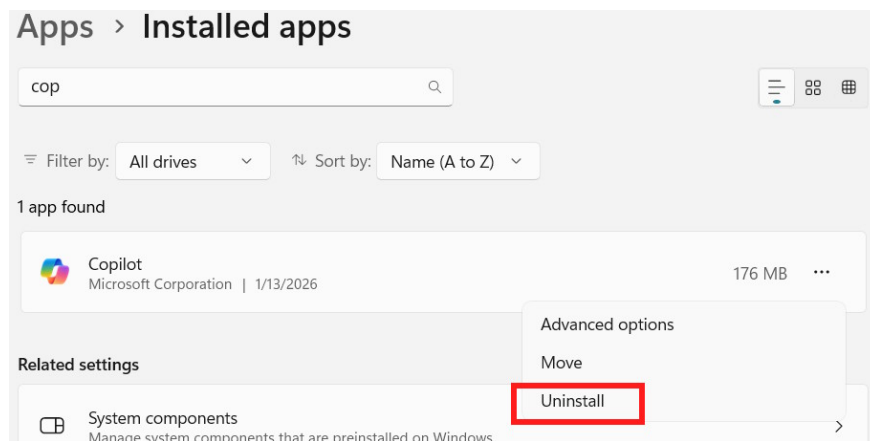 Apps > Installed apps
cop
Filter by: All drives Sort by: Name (A to Z)
1 app found
Copilot
Microsoft Corporation | 1/13/2026
176 MB
Advanced options
Move
Uninstall
Related settings
System components
Manage system components that are preinstalled on Windows